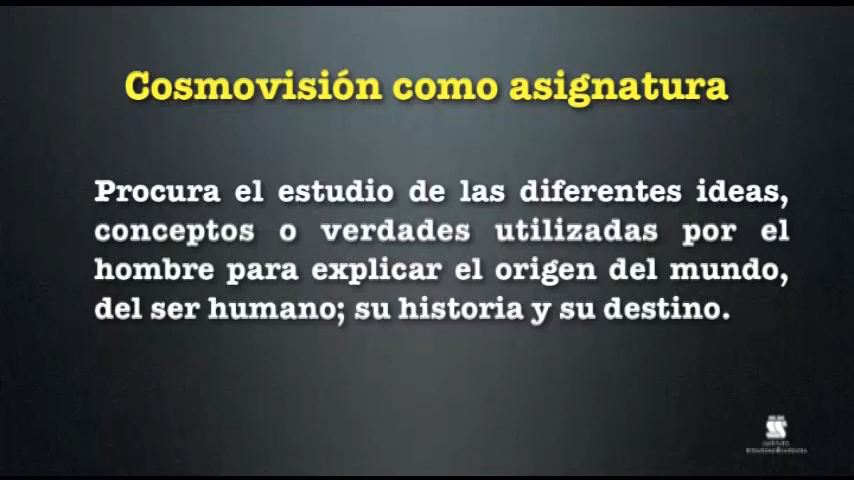 Cosmovisión como asignatura
Procura el estudio de las diferentes ideas,
conceptos o verdades utilizadas por el
hombre para explicar el origen del mundo,
del ser humano; su historia y su destino.